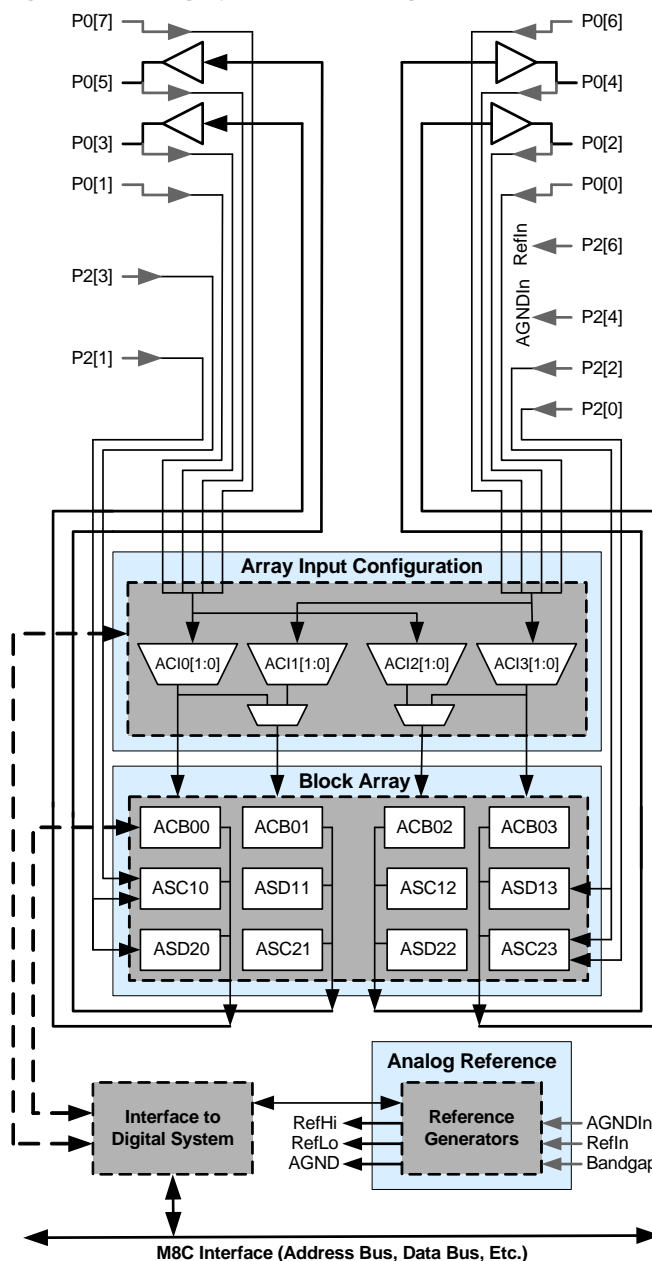 P0[7]
P0[6]
P0[5]
P0[4]
P0[3]
P0[2]
P0[1]
P0[0]
RefIn
P2[6]
P2[3]
AGNDIn
P2[4]
P2[1]
P2[2]
P2[0]
Array Input Configuration
ACI0[1:0]
ACI1[1:0]
ACI2[1:0]
ACI3[1:0]
Block Array
ACB00
ACB01
ACB02
ACB03
ASC10
ASD11
ASC12
ASD13
ASD20
ASC21
ASD22
ASC23
Analog Reference
Interface to
Digital System
RefHi
RefLo
AGND
Reference
Generators
AGNDIn
RefIn
Bandgap
M8C Interface (Address Bus, Data Bus, Etc.)